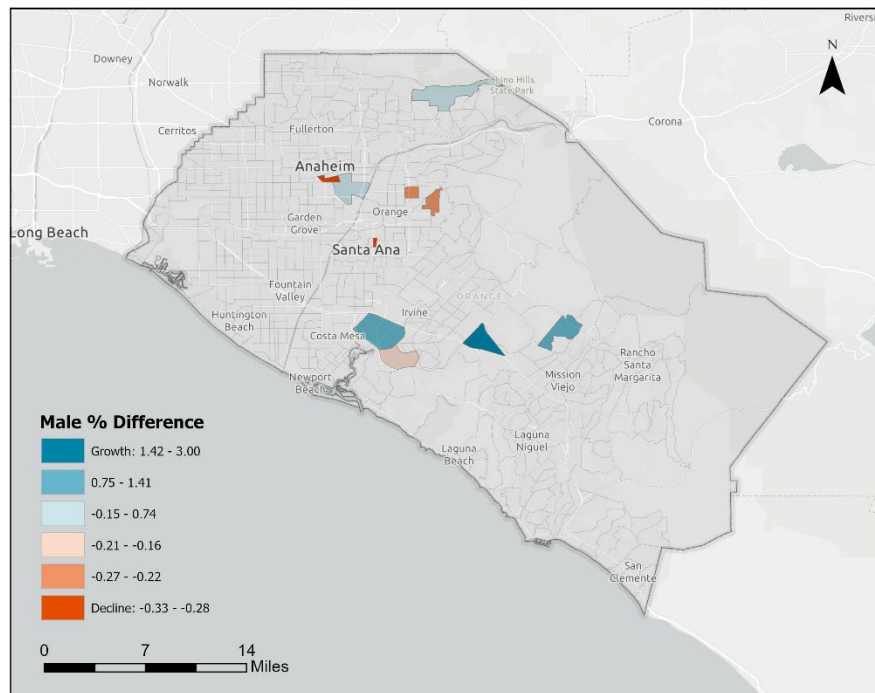 Riversi
Downey
N
Norwalk
Chino Hills
State Park
Corona
Cerritos
Fullerton
Anaheim
Orange
Garden
Grove
Long Beach
Santa Ana
Fountain
Valley
ORANGE
Irvine
Huntington
Beach
Costa Mesa
Rancho
Santa
Margarita
Mission
Viejo
Newport
Beach
Laguna
Niguel
Laguna
Beach
San
Clemente
Male % Difference
Growth: 1.42 - 3.00
0.75 - 1.41
-0.15 - 0.74
-0.21 - -0.16
-0.27 - -0.22
Decline: -0.33 - -0.28
0 7 14
Miles